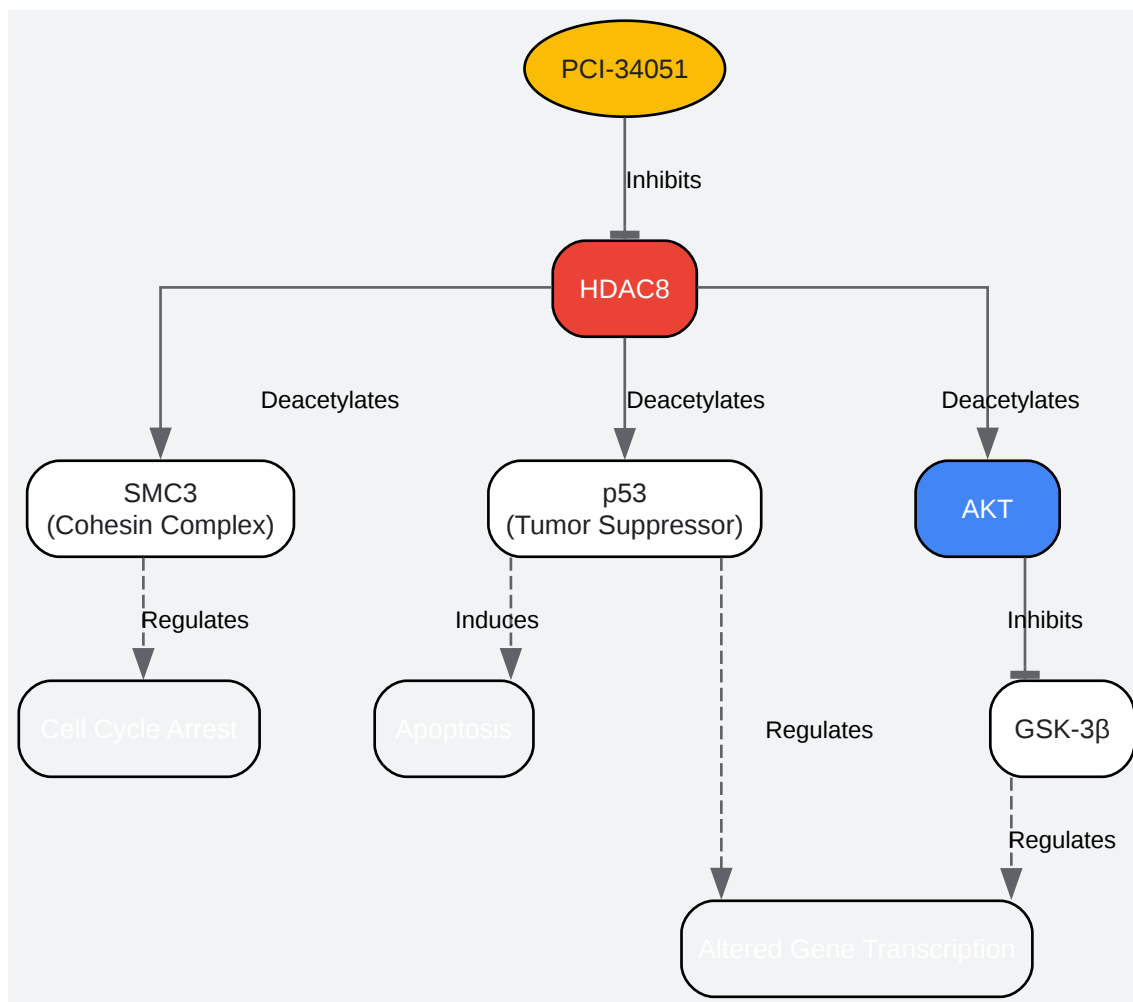 PCI-34051
Inhibits
HDAC8
Deacetylates
Deacetylates
Deacetylates
SMC3
(Cohesin Complex)
p53
(Tumor Suppressor)
AKT
Regulates
Induces
Inhibits
Cell Cycle Arrest
Apoptosis
Regulates
GSK-3β
Regulates
Altered Gene Transcription